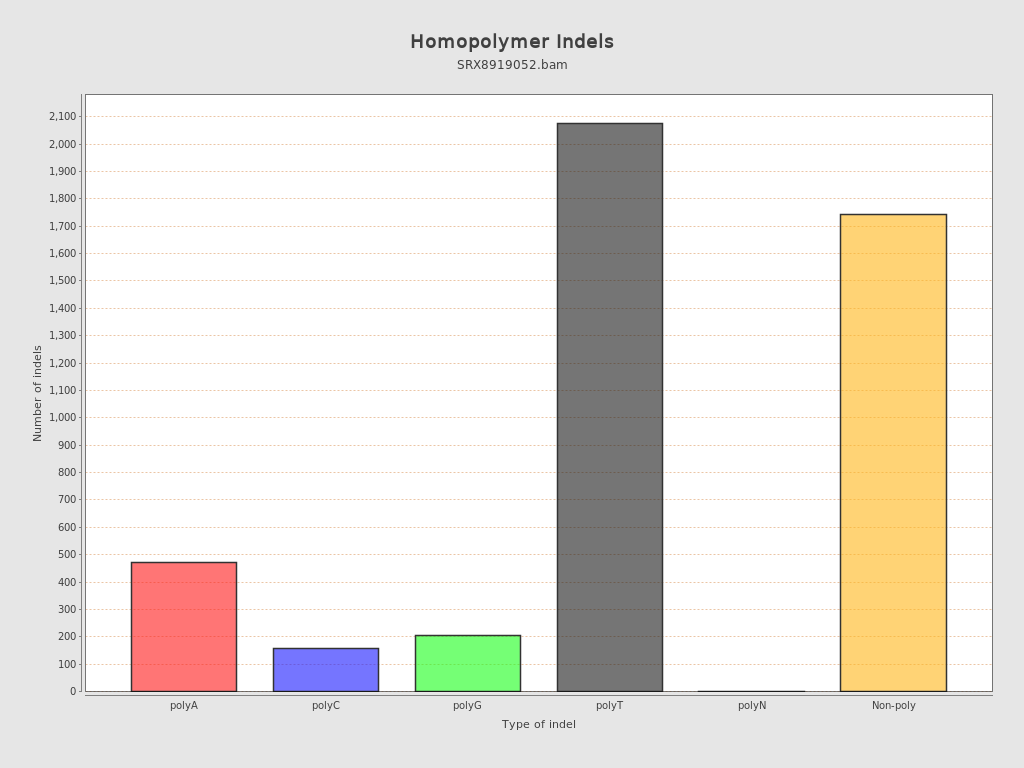 Homopolymer Indels
SRX8919052.bam
Number of indels
2,100
2,000
1,900
1,800
1,700
1,600
1,500
1,400
1,300
1,200
1,100
1,000
900
800
700
600
500
400
300
200
100
0
polyA
polyC
polyG
polyT
polyN
Non-poly
Type of indel